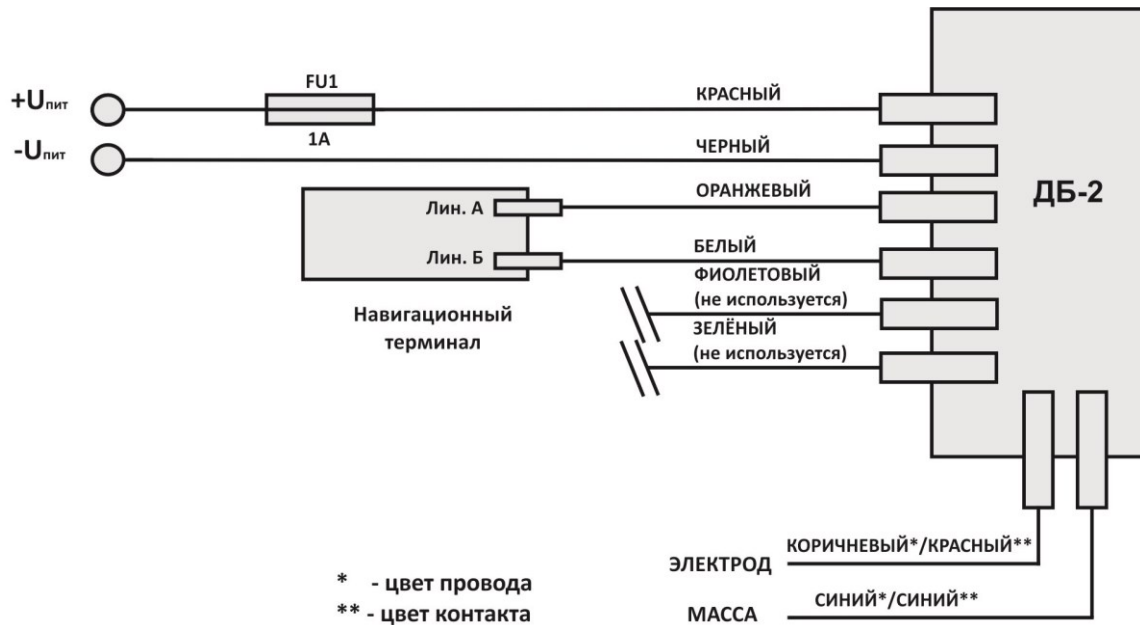 FU1
+Uпит
КРАСНЫЙ
1А
-Uпит
ЧЕРНЫЙ
ДБ-2
ОРАНЖЕВЫЙ
Лин. А
Лин. Б
БЕЛЫЙ
ФИОЛЕТОВЫЙ
(не используется)
Навигационный
терминал
ЗЕЛЁНЫЙ
(не используется)
КОРИЧНЕВЫЙ*/КРАСНЫЙ**
ЭЛЕКТРОД
СИНИЙ*/СИНИЙ**
МАССА
* - цвет провода
** - цвет контакта